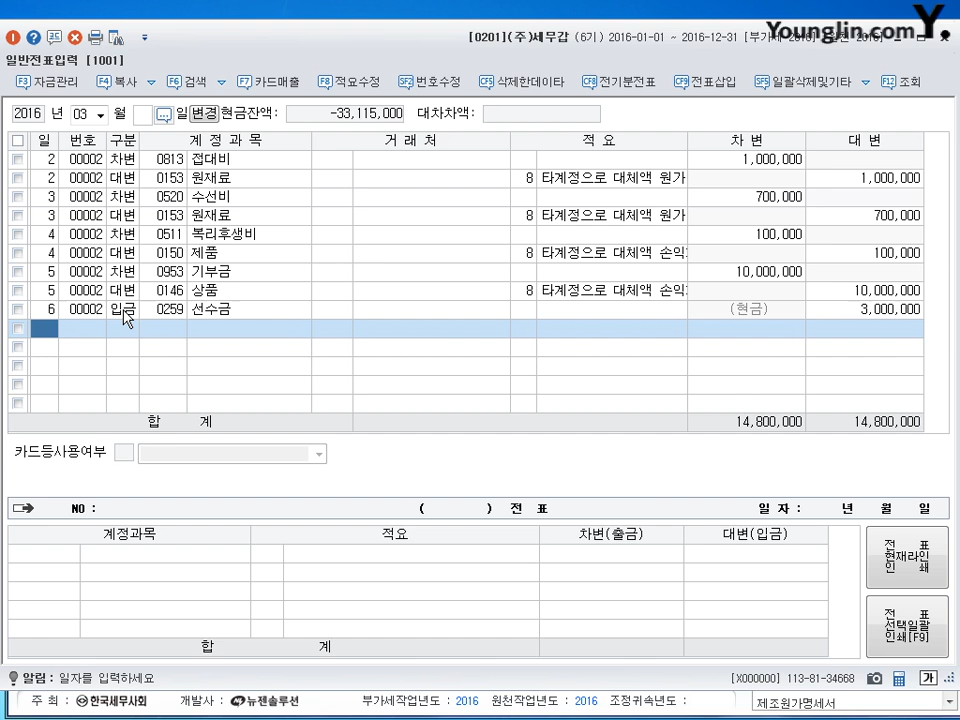 Younglin.com Y.
[0201](주)세무갑 (6기) 2016-01-01 ~ 2016-12-31 [부가세 2016]
일반전표입력 [1001]
F3 자금관리 F4 복사 F6 검색 F7 카드매출 F8 적요수정 SF2 번호수정 CF5 삭제한데이타 CF8 전기분전표 CF9 전표삽입 SF5 일괄삭제및기타 F12 조회
2016 년 03 월 일 변경 현금잔액: -33,115,000 대차차액:
일 번호 구분 계 정 과 목 거 래 처 적 요 차 변 대 변
2 00002 차변 0813 접대비 1,000,000
2 00002 대변 0153 원재료 8 타계정으로 대체액 원가 1,000,000
3 00002 차변 0520 수선비 700,000
3 00002 대변 0153 원재료 8 타계정으로 대체액 원가 700,000
4 00002 차변 0511 복리후생비 100,000
4 00002 대변 0150 제품 8 타계정으로 대체액 손익 100,000
5 00002 차변 0953 기부금 10,000,000
5 00002 대변 0146 상품 8 타계정으로 대체액 손익 10,000,000
6 00002 입금 0259 선수금 (현금) 3,000,000
합 계 14,800,000 14,800,000
카드등사용여부
NO : ( ) 전 표 일 자 : 년 월 일
계정과목 적요 차변(출금) 대변(입금)
전 표
현재라인
인 쇄
전 표
선택일괄
인쇄[F9]
합 계
알림 : 일자를 입력하세요 [X000000] 113-81-34668 가
주 최 : 한국세무사회 개발사 : 뉴젠솔루션 부가세작업년도 : 2016 원천작업년도 : 2016 조정귀속년도 : 제조원가명세서